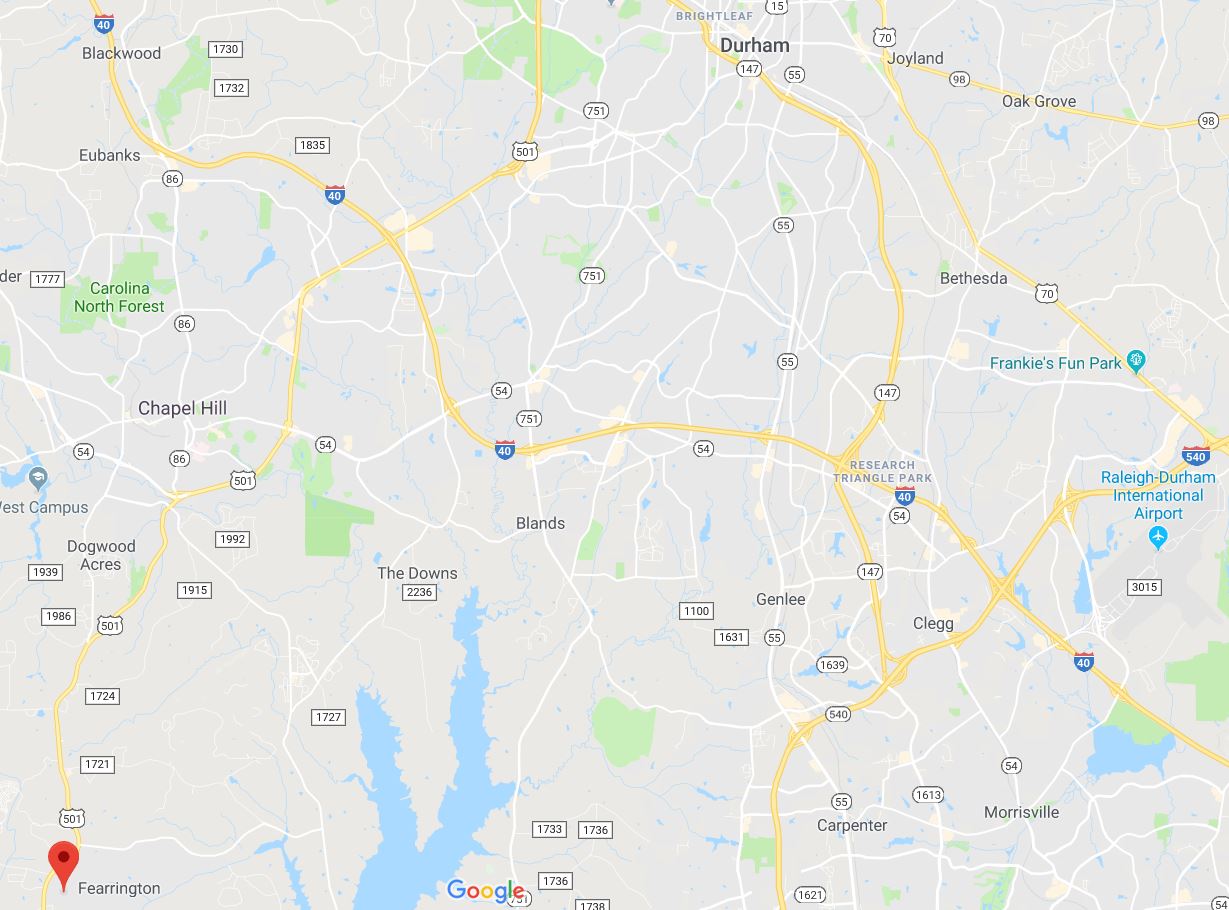 15
BRIGHTLEAF
40
Blackwood
1730
Durham
70
147
55
Joyland
98
1732
Oak Grove
751
98
1835
Eubanks
501
86
40
55
1777
Carolina
North Forest
751
Bethesda
70
86
55
Frankie's Fun Park
54
147
Chapel Hill
751
54
54
86
40
54
540
501
RESEARCH
TRIANGLE PARK
40
Raleigh-Durham
International
Airport
West Campus
54
Blands
1992
Dogwood
Acres
1939
The Downs
2236
147
3015
1915
Genlee
1986
501
1100
1631
55
Clegg
1639
40
1724
1727
540
1721
54
501
1613
55
Morrisville
1733
1736
Carpenter
Fearrington
Google
751
1736
1738
1621
54